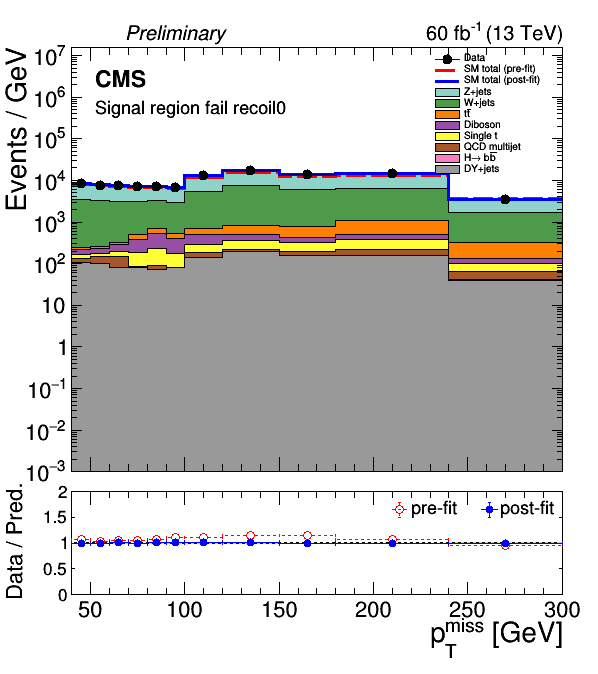 Preliminary
60 fb⁻¹ (13 TeV)
CMS
Signal region fail recoil0
Data
SM total (pre-fit)
SM total (post-fit)
Z+jets
W+jets
tt̅
Diboson
Single t
QCD multijet
H→ bb̅
DY+jets
Events / GeV
10⁷
10⁶
10⁵
10⁴
10³
10²
10
1
10⁻¹
10⁻²
10⁻³
pre-fit
post-fit
Data / Pred.
2
1.5
1
0.5
0
50 100 150 200 250 300
p_T^miss [GeV]